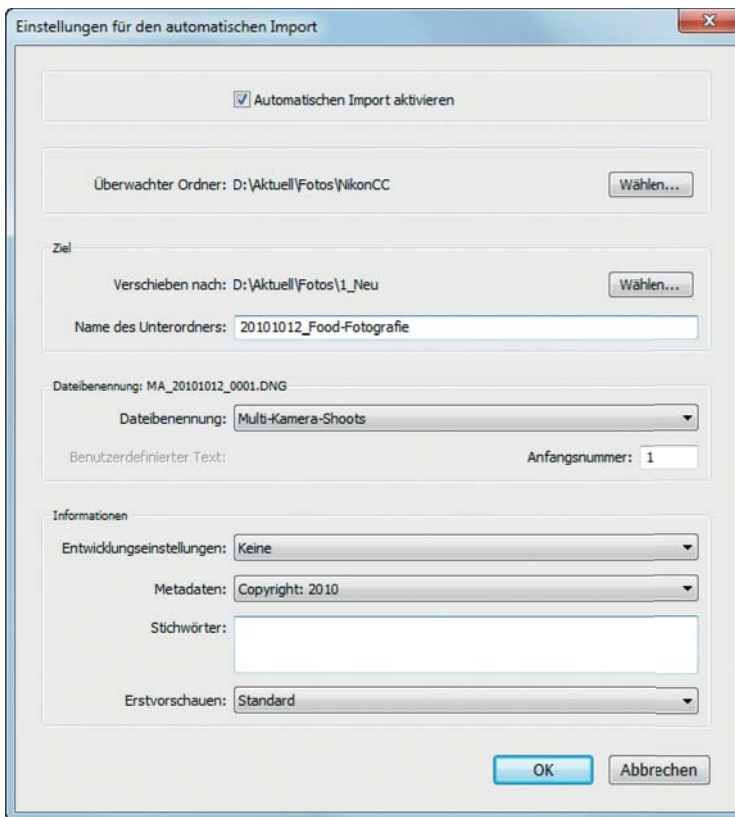 Einstellungen für den automatischen Import
Automatischen Import aktivieren
Überwachter Ordner: D:\Aktuell\Fotos\NikonCC Wählen...
Ziel
Verschieben nach: D:\Aktuell\Fotos\1_Neu Wählen...
Name des Unterordners: 20101012_Food-Fotografie
Dateibenennung: MA_20101012_0001.DNG
Dateibenennung: Multi-Kamera-Shoots
Benutzerdefinierter Text: Anfangsnummer: 1
Informationen
Entwicklungseinstellungen: Keine
Metadaten: Copyright: 2010
Stichwörter:
Erstvorschauen: Standard
OK Abbrechen